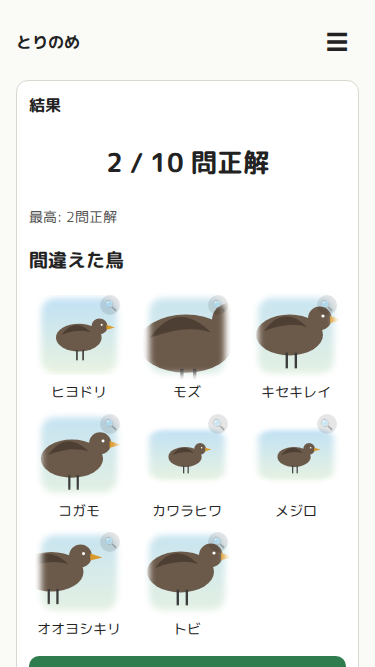 とりのめ
結果
2 / 10 問正解
最高: 2問正解
間違えた鳥
ヒヨドリ
モズ
キセキレイ
コガモ
カワラヒワ
メジロ
オオヨシキリ
トビ